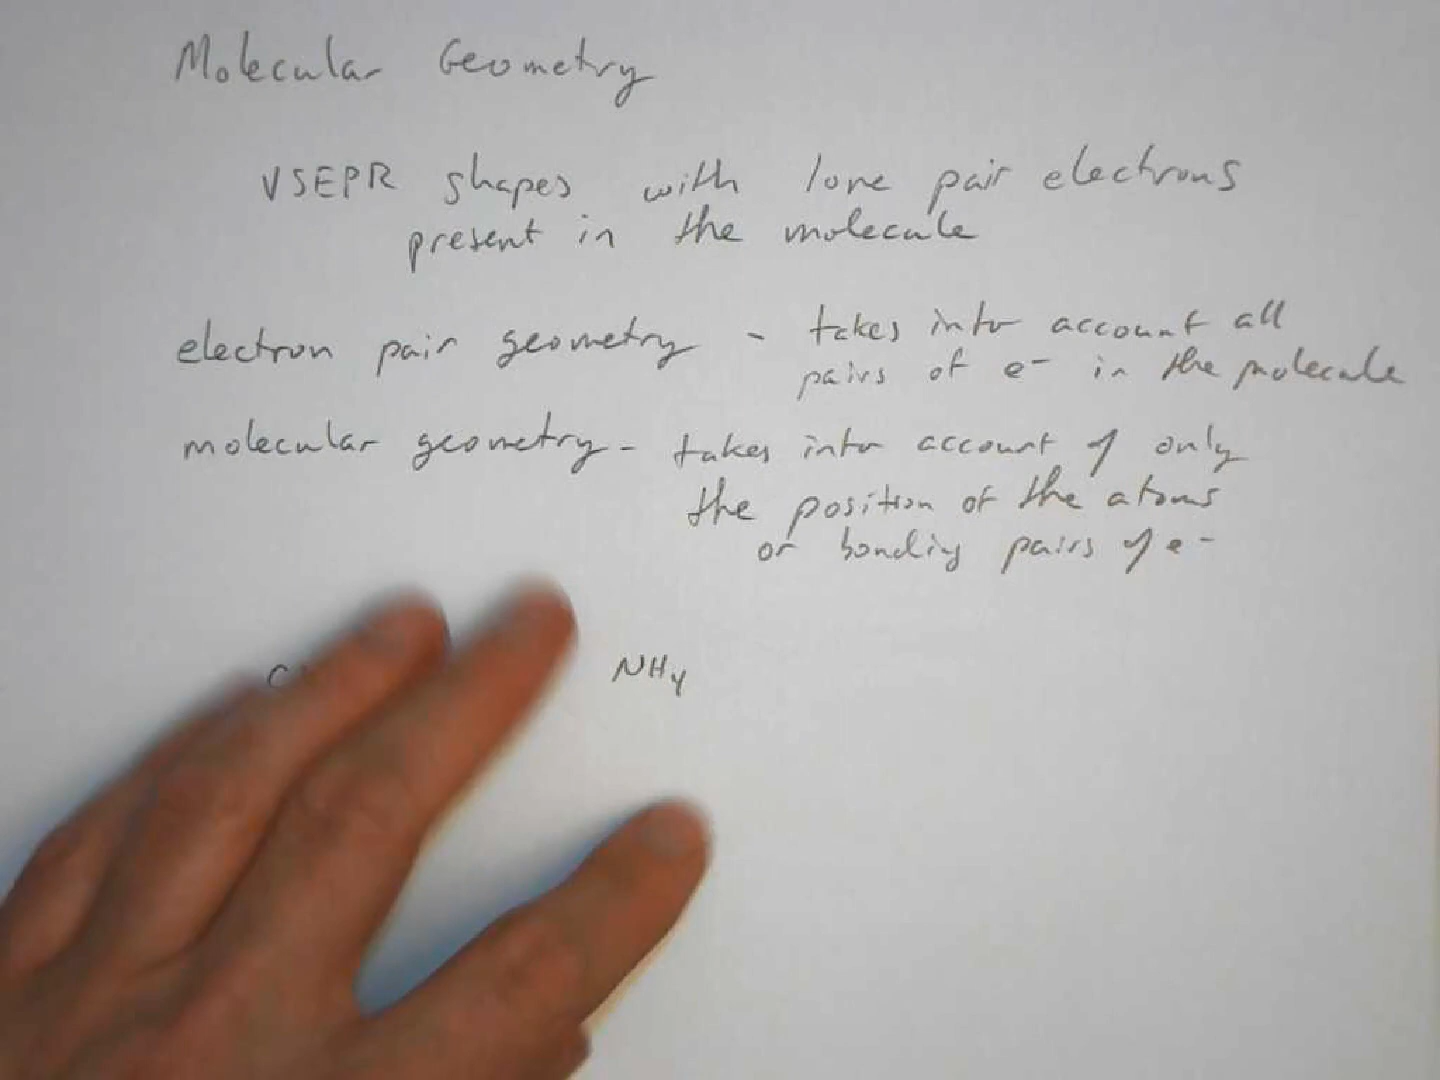 Molecular Geometry
VSEPR shapes with lone pair electrons
present in the molecule
electron pair geometry - takes into account all
pairs of e- in the molecule
molecular geometry - takes into account of only
the position of the atoms
or bonding pairs of e-
NH4